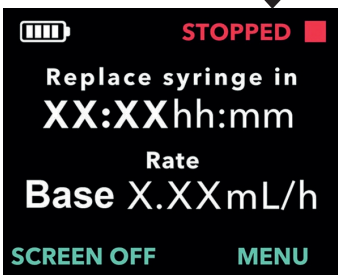 STOPPED
Replace syringe in
XX:XXhh:mm
Rate
Base X.XXmL/h
SCREEN OFF MENU